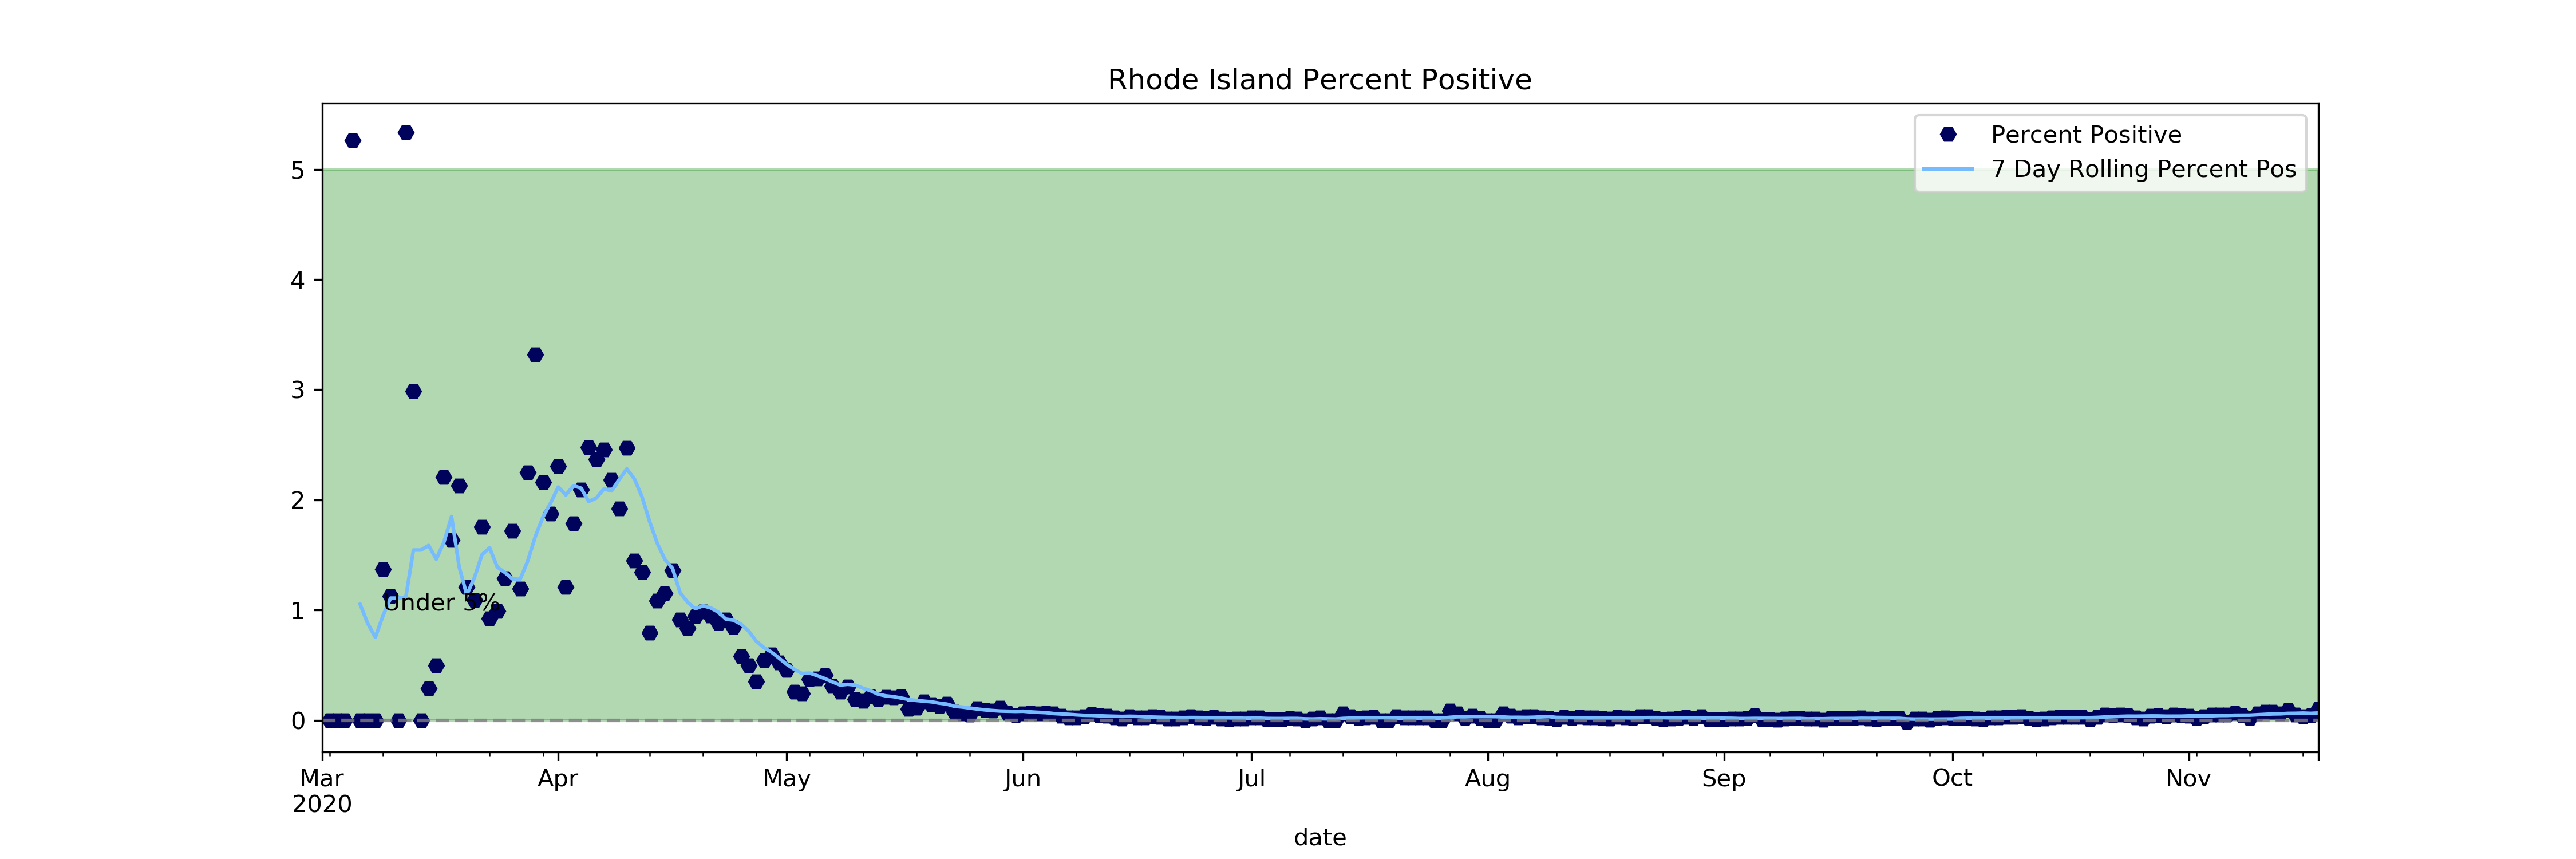 Rhode Island Percent Positive
Percent Positive
7 Day Rolling Percent Pos
5
4
3
2
1
0
Under 5%
Mar Apr May Jun Jul Aug Sep Oct Nov
2020
date